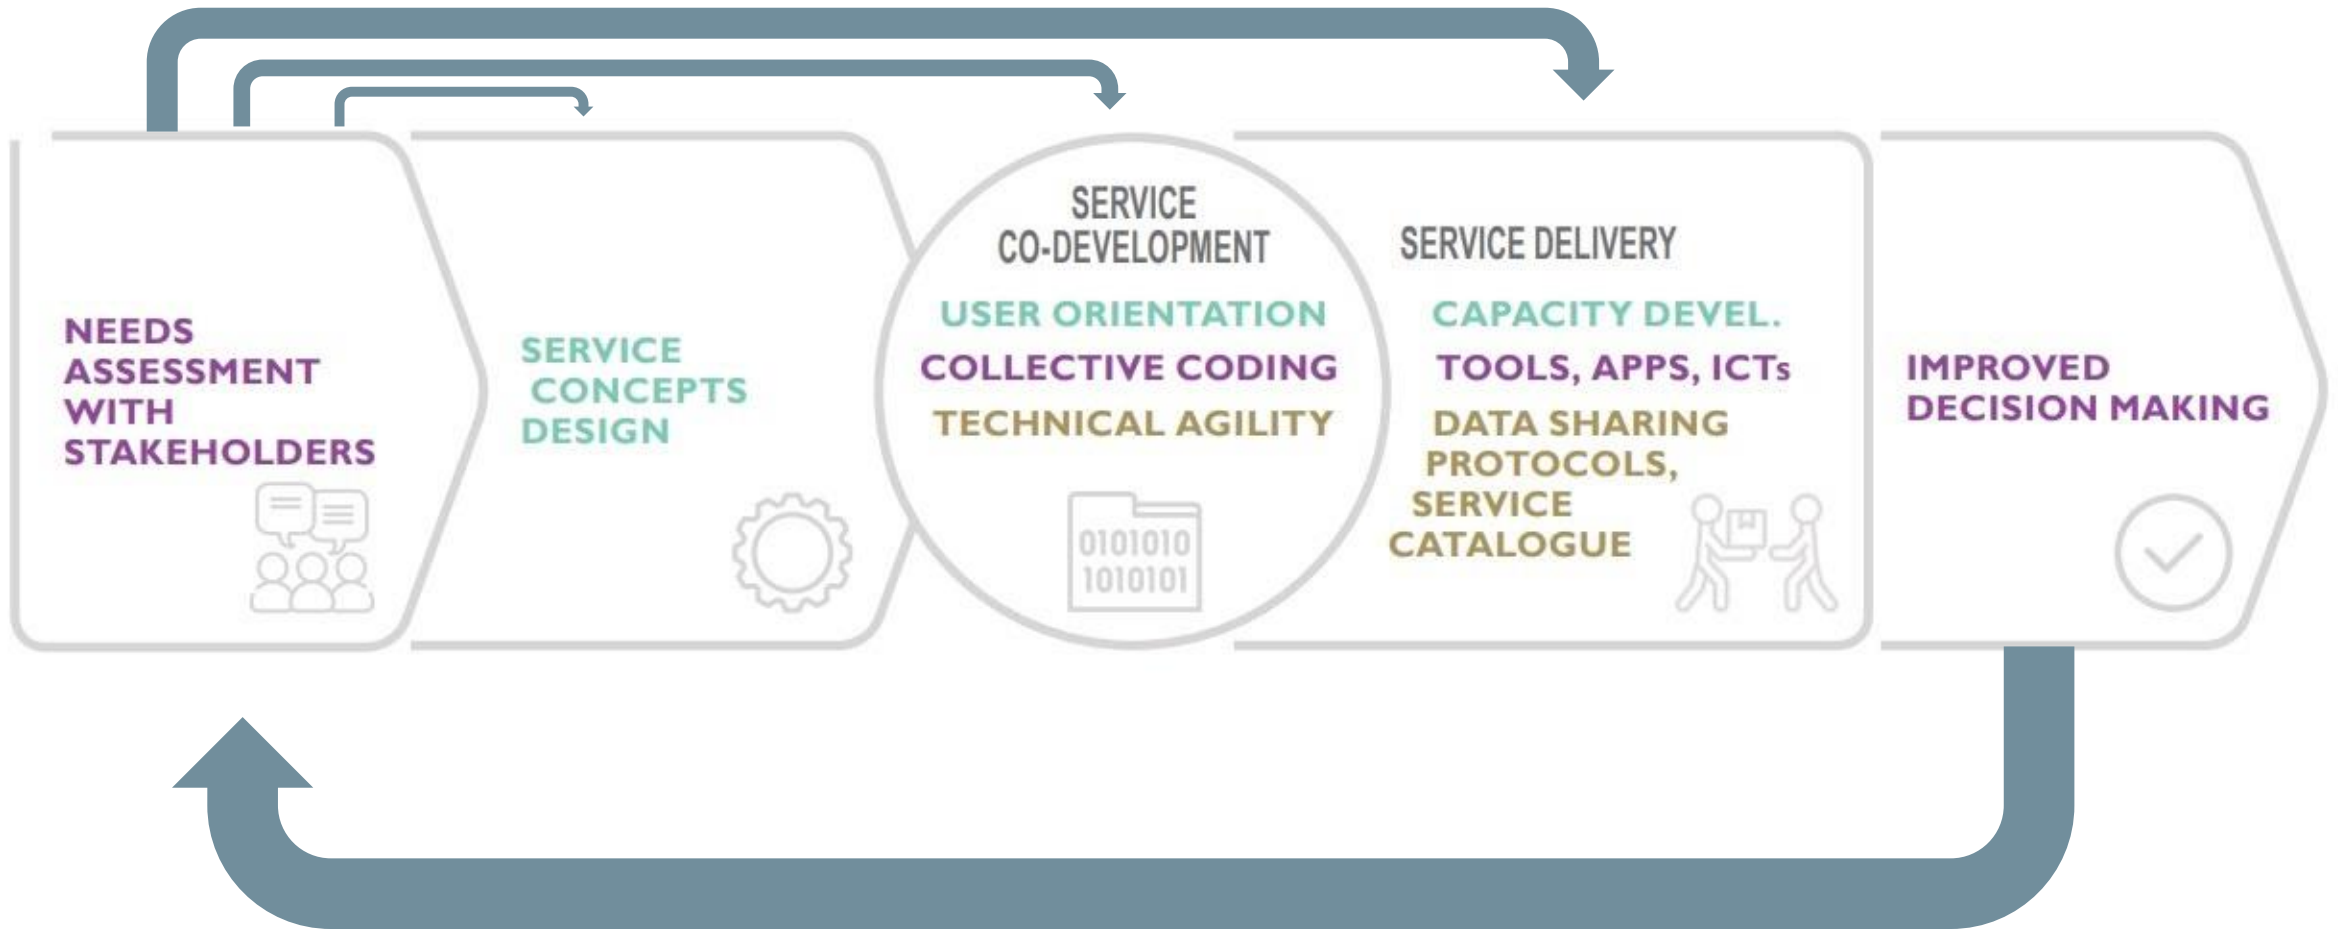 NEEDS
ASSESSMENT
WITH
STAKEHOLDERS
SERVICE
CONCEPTS
DESIGN
SERVICE
CO-DEVELOPMENT
USER ORIENTATION
COLLECTIVE CODING
TECHNICAL AGILITY
0101010
1010101
SERVICE DELIVERY
CAPACITY DEVEL.
TOOLS, APPS, ICTs
DATA SHARING
PROTOCOLS,
SERVICE
CATALOGUE
IMPROVED
DECISION MAKING